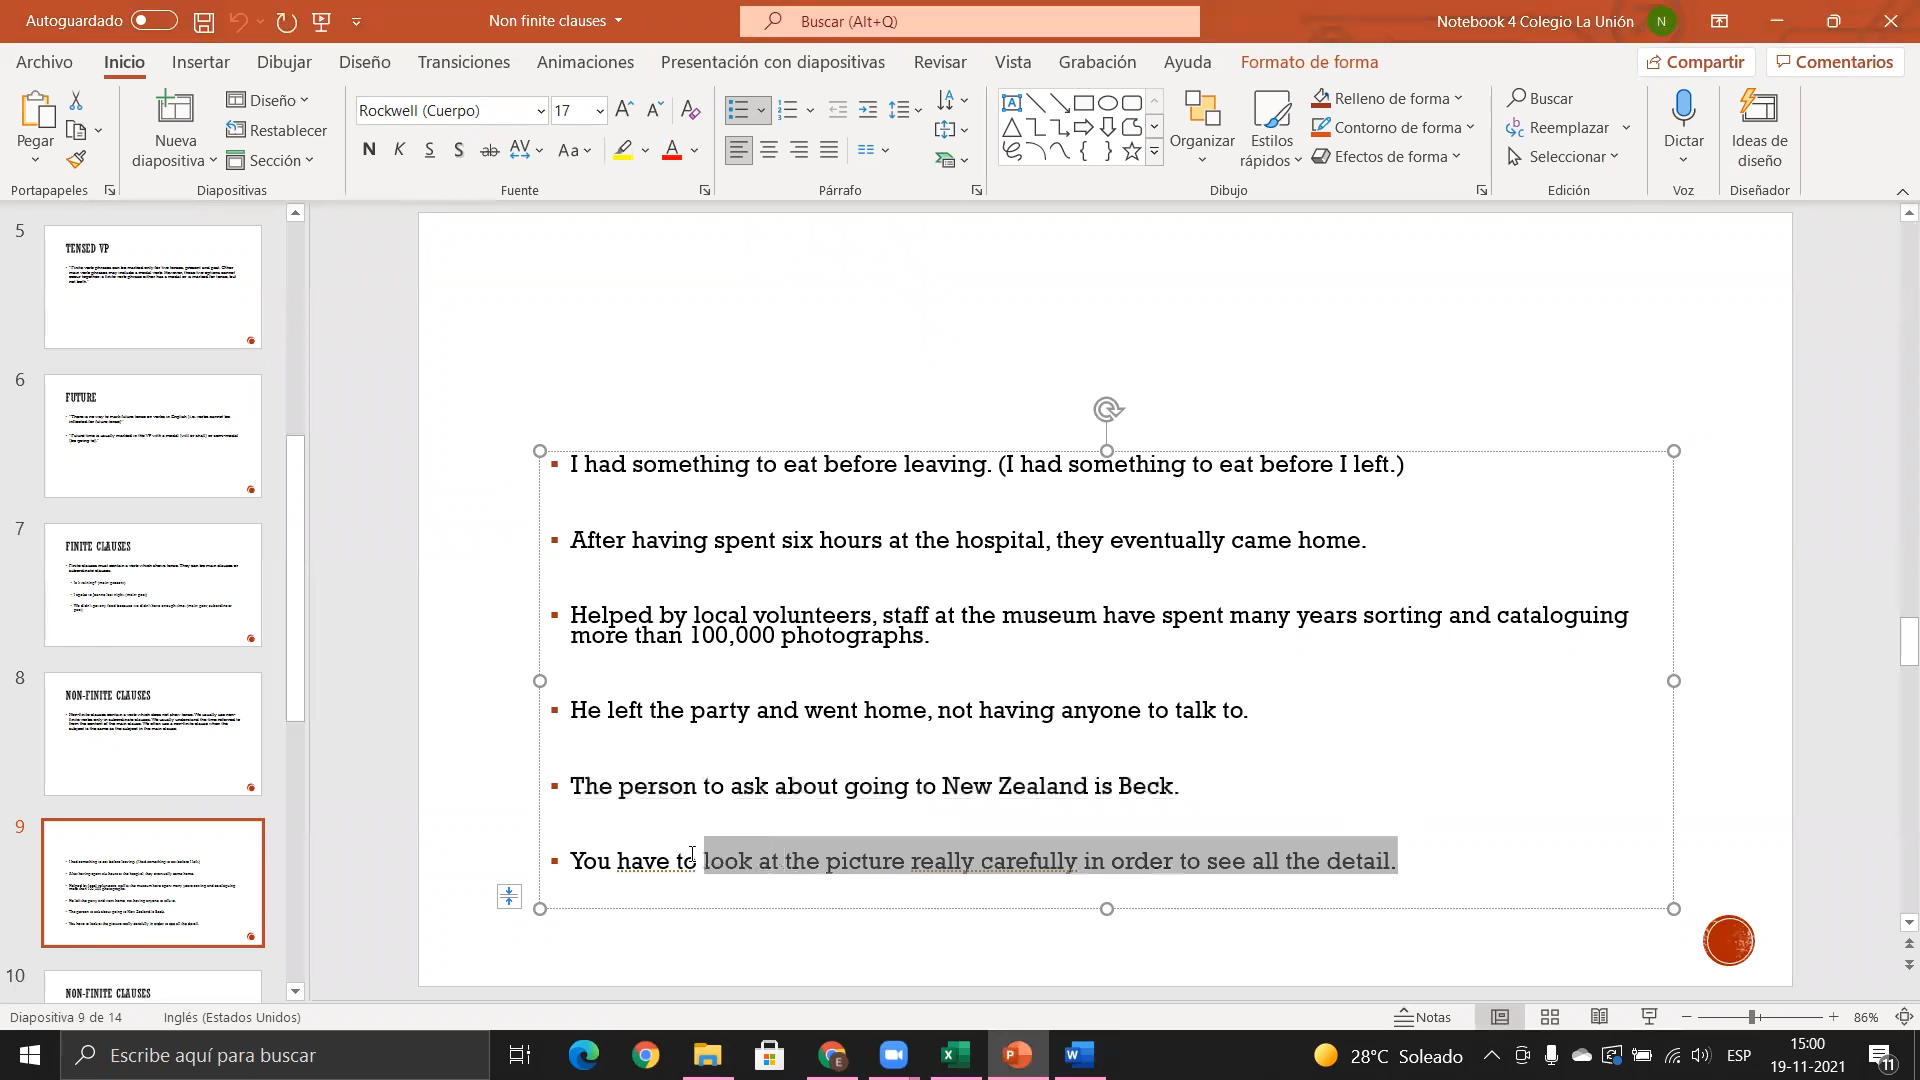 Autoguardado
Non finite clauses
Buscar (Alt+Q)
Notebook 4 Colegio La Unión
N
Archivo Inicio Insertar Dibujar Diseño Transiciones Animaciones Presentación con diapositivas Revisar Vista Grabación Ayuda Formato de forma
Compartir
Comentarios
Pegar
Nueva
diapositiva
Diseño
Restablecer
Sección
Rockwell (Cuerpo)
17
N K S S ab AV Aa A
Organizar
Estilos
rápidos
Relleno de forma
Contorno de forma
Efectos de forma
Buscar
Reemplazar
Seleccionar
Dictar
Ideas de
diseño
Portapapeles
Diapositivas
Fuente
Párrafo
Dibujo
Edición
Voz
Diseñador
5
TENSED VP
6
FUTURE
7
FINITE CLAUSES
8
NON-FINITE CLAUSES
9
10
NON-FINITE CLAUSES
I had something to eat before leaving. (I had something to eat before I left.)
After having spent six hours at the hospital, they eventually came home.
Helped by local volunteers, staff at the museum have spent many years sorting and cataloguing
more than 100,000 photographs.
He left the party and went home, not having anyone to talk to.
The person to ask about going to New Zealand is Beck.
You have to look at the picture really carefully in order to see all the detail.
Diapositiva 9 de 14
Inglés (Estados Unidos)
Notas
86%
Escribe aquí para buscar
28°C Soleado
ESP
15:00
19-11-2021
11